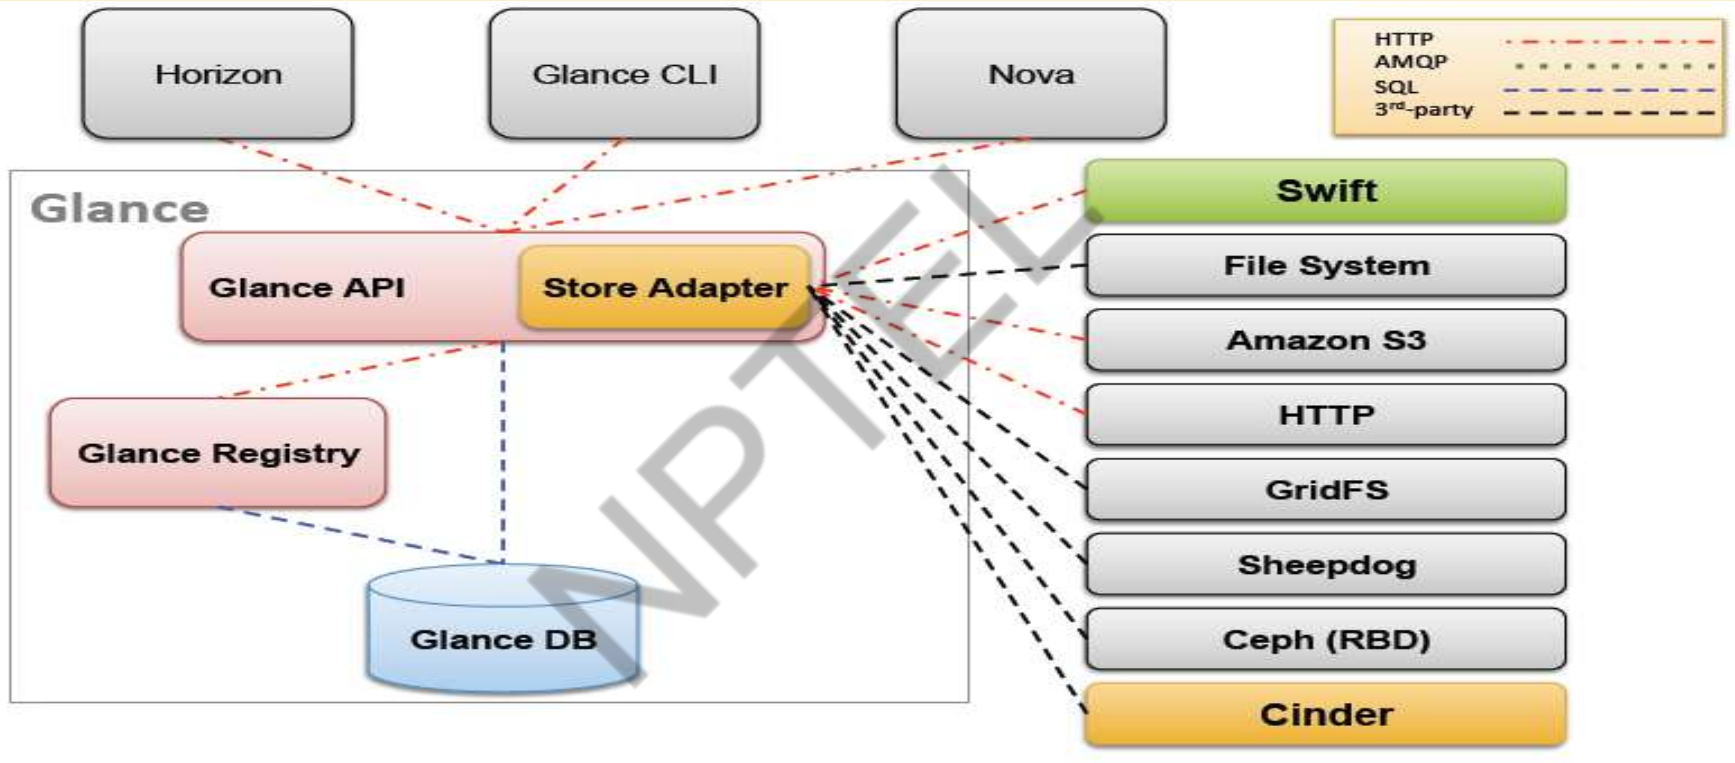 Horizon
Glance CLI
Nova
HTTP
AMQP
SQL
3rd-party
Glance
Glance API
Store Adapter
Glance Registry
Glance DB
Swift
File System
Amazon S3
HTTP
GridFS
Sheepdog
Ceph (RBD)
Cinder
NPTEL